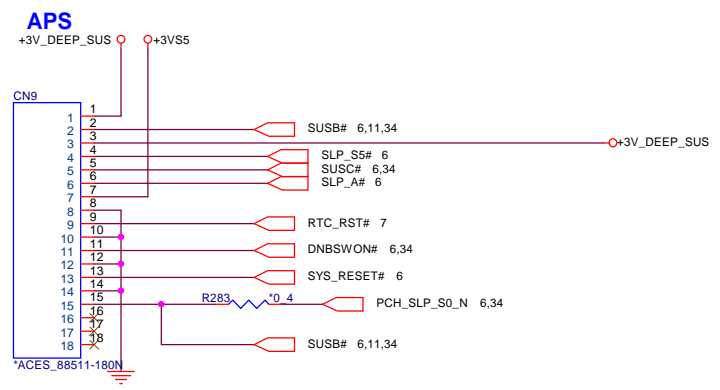 APS
+3V_DEEP_SUS +3VS5
CN9
1 1
2 2 SUSB# 6,11,34
3 3 +3V_DEEP_SUS
4 4 SLP_S5# 6
5 5 SUSC# 6,34
6 6 SLP_A# 6
7 7
8 8
9 9 RTC_RST# 7
10 10
11 11 DNBSWON# 6,34
12 12
13 13 SYS_RESET# 6
14 14
15 15 R283 *0_4 PCH_SLP_S0_N 6,34
16 16
17 17
18 18 SUSB# 6,11,34
*ACES_88511-180N